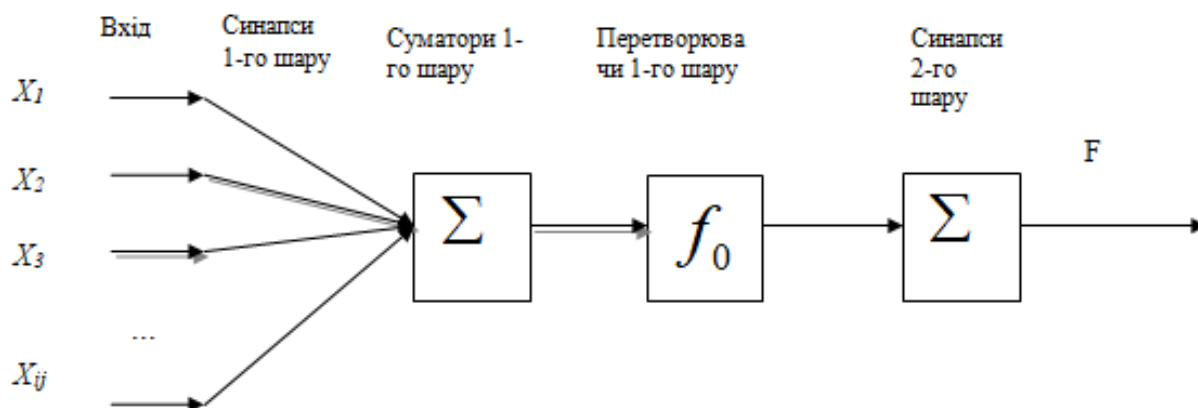 Вхід
Синапси
1-го шару
Суматори 1-
го шару
Перетворюва
чи 1-го шару
Синапси
2-го
шару
X1
X2
X3
...
Xij
Σ
f0
Σ
F